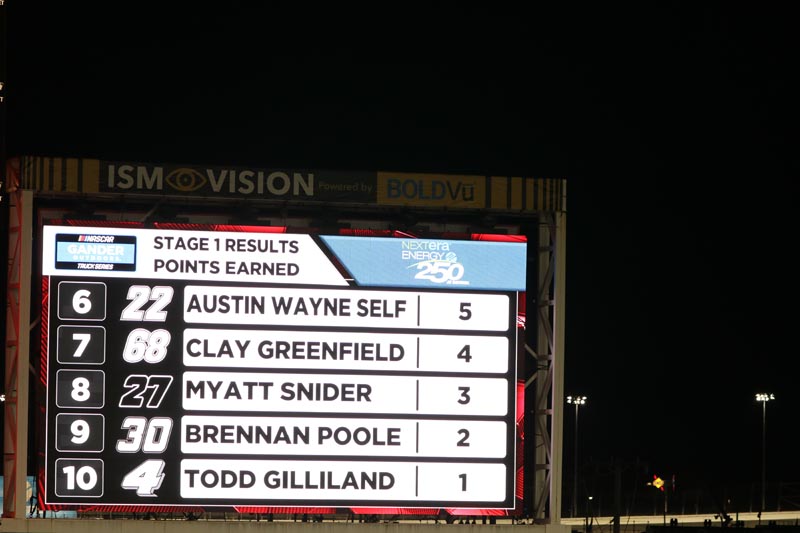 ISM VISION Powered by BOLDVū
NASCAR
GANDER
OUTDOORS
TRUCK SERIES
STAGE 1 RESULTS
POINTS EARNED
NEXTera
ENERGY
250
6 22 AUSTIN WAYNE SELF 5
7 68 CLAY GREENFIELD 4
8 27 MYATT SNIDER 3
9 30 BRENNAN POOLE 2
10 4 TODD GILLILAND 1